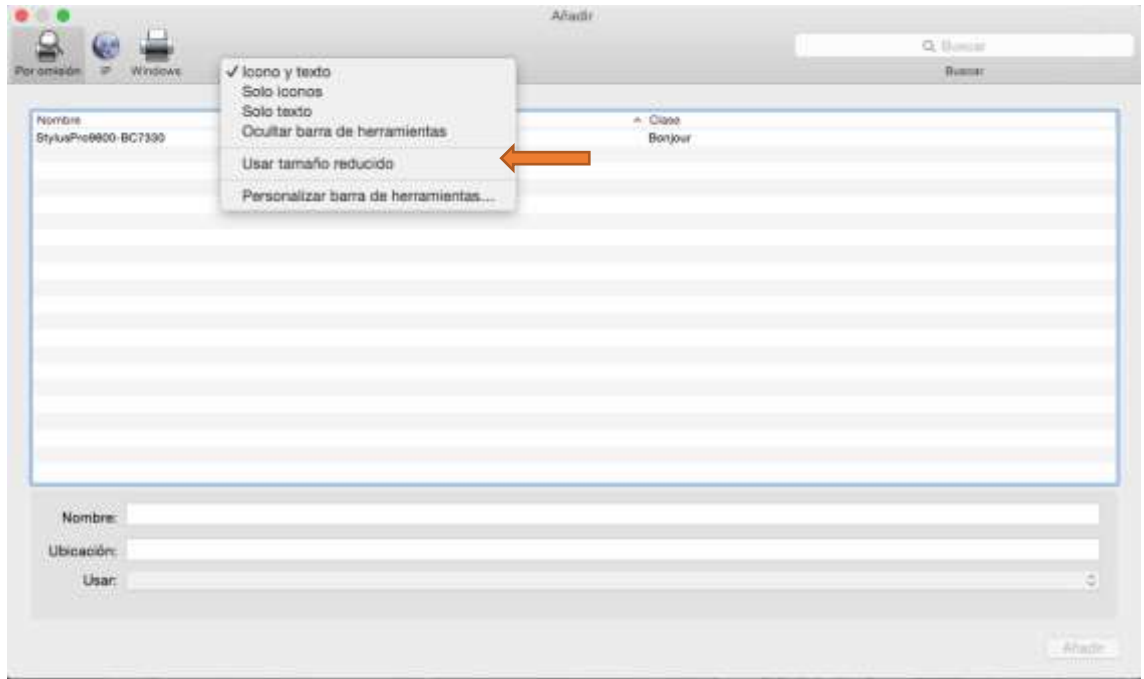 Añadir
Por omisión IP Windows
Buscar
Buscar
✓ Icono y texto
Solo iconos
Solo texto
Ocultar barra de herramientas
Usar tamaño reducido
Personalizar barra de herramientas...
Nombre Clase
StylusPro9800-BC7330 Bonjour
Nombre:
Ubicación:
Usar:
Añadir